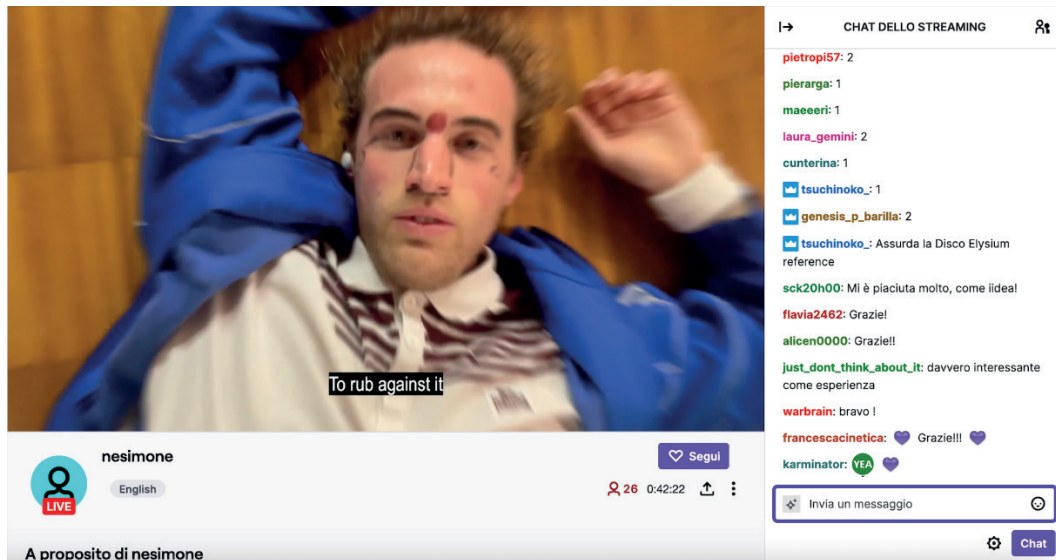 To rub against it
nesimone
English
LIVE
Segui
26 0:42:22
A proposito di nesimone
CHAT DELLO STREAMING
pietropi57: 2
pierarga: 1
maeeeri: 1
laura_gemini: 2
cunterina: 1
tsuchinoko_: 1
genesis_p_barilla: 2
tsuchinoko_: Assurda la Disco Elysium
reference
sck20h00: Mi è piaciuta molto, come iidea!
flavia2462: Grazie!
alicen0000: Grazie!!
just_dont_think_about_it: davvero interessante
come esperienza
warbrain: bravo !
francescacinetica: 💜 Grazie!!! 💜
karminator: YEA 💜
Invia un messaggio
Chat